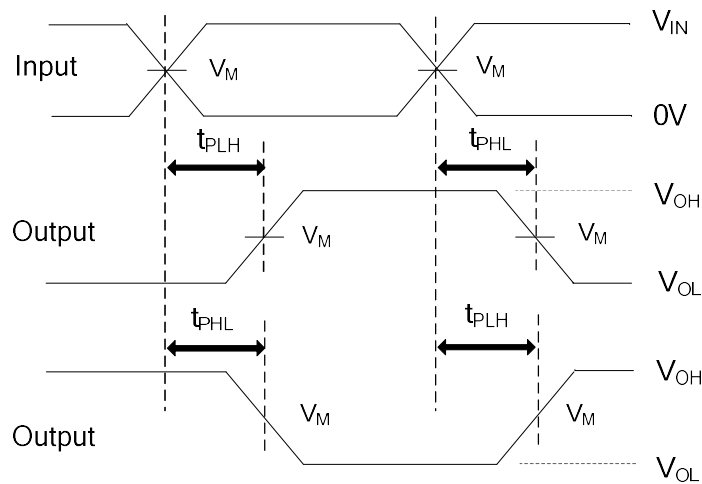 V_IN
Input V_M V_M
0V
t_PLH t_PHL
V_OH
Output V_M V_M
V_OL
t_PHL t_PLH
V_OH
Output V_M V_M
V_OL